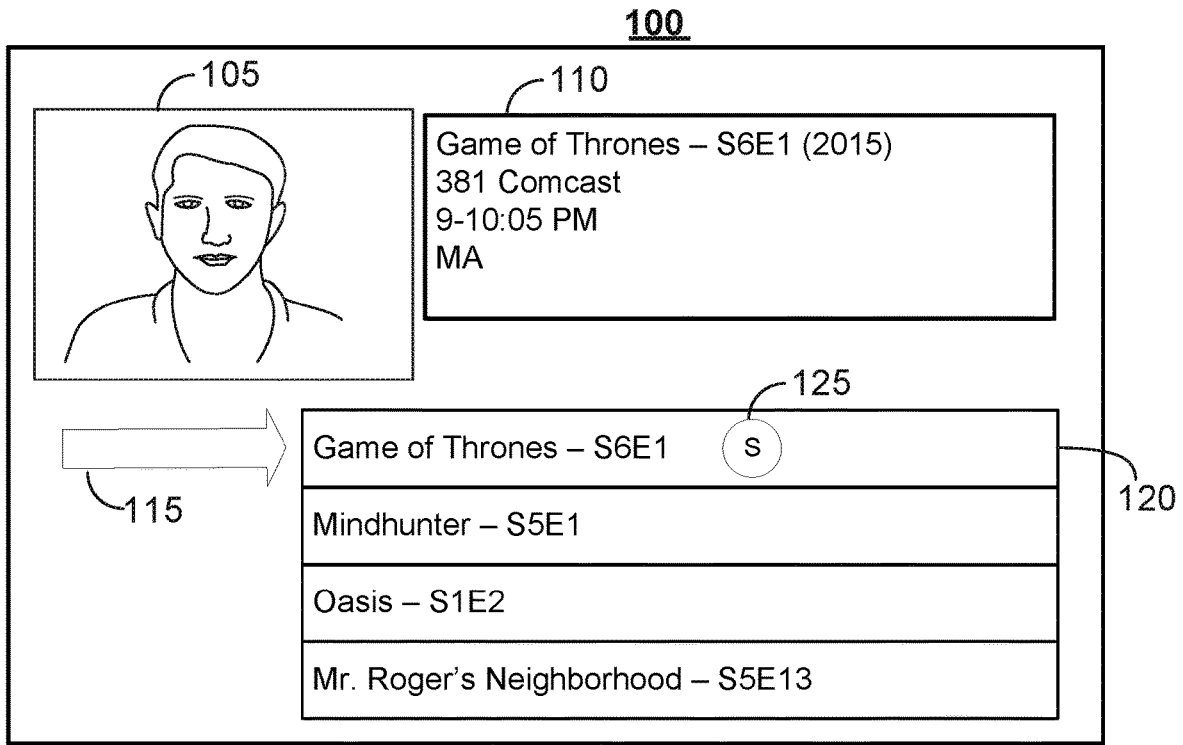 100
105
110
Game of Thrones – S6E1 (2015)
381 Comcast
9-10:05 PM
MA
125
Game of Thrones – S6E1 S
115
120
Mindhunter – S5E1
Oasis – S1E2
Mr. Roger's Neighborhood – S5E13